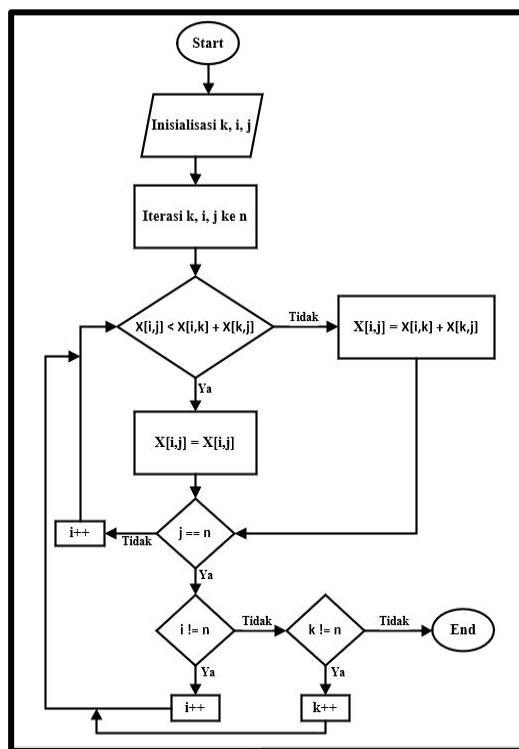 Start
Inisialisasi k, i, j
Iterasi k, i, j ke n
X[i,j] < X[i,k] + X[k,j]
Tidak
X[i,j] = X[i,k] + X[k,j]
Ya
X[i,j] = X[i,j]
i++
Tidak
j == n
Ya
i != n
Tidak
k != n
Tidak
End
Ya
Ya
i++
k++